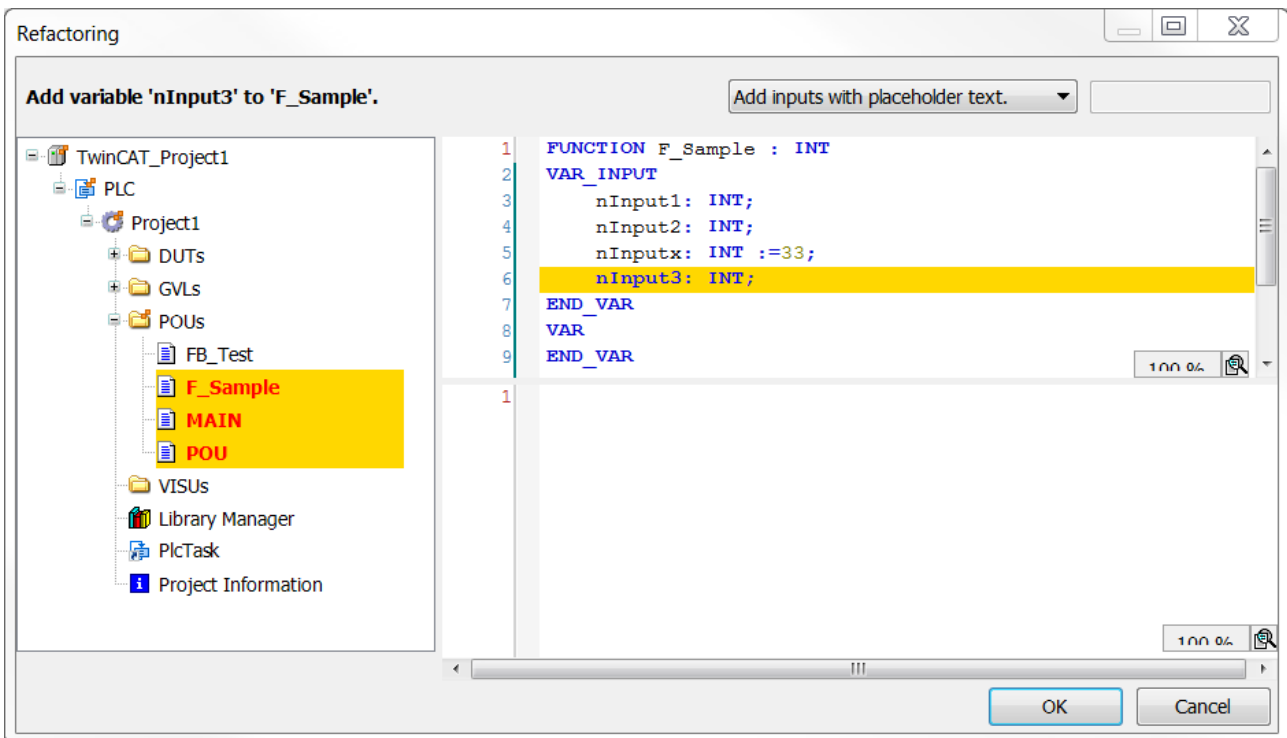 Refactoring
Add variable 'nInput3' to 'F_Sample'.
Add inputs with placeholder text.
TwinCAT_Project1
PLC
Project1
DUTs
GVLs
POUs
FB_Test
F_Sample
MAIN
POU
VISUs
Library Manager
PlcTask
Project Information
1 FUNCTION F_Sample : INT
2 VAR_INPUT
3 nInput1: INT;
4 nInput2: INT;
5 nInputx: INT :=33;
6 nInput3: INT;
7 END_VAR
8 VAR
9 END_VAR
100 %
1
100 %
OK
Cancel